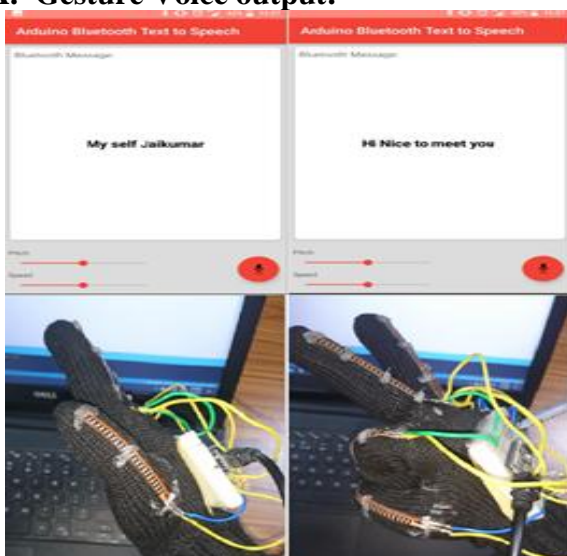 Gesture Voice output:
Arduino Bluetooth Text to Speech
Bluetooth Message:
My self Jaikumar
Pitch
Speed
Arduino Bluetooth Text to Speech
Bluetooth Message:
Hi Nice to meet you
Pitch
Speed
DELL